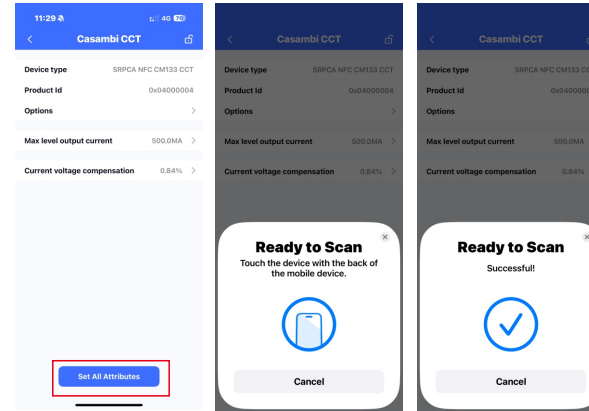 11:29 4G 76
Casambi CCT
Device type SRPCA NFC CM133 CCT
Product Id 0x04000004
Options
Max level output current 500.0MA
Current voltage compensation 0.84%
Set All Attributes
Casambi CCT
Device type SRPCA NFC CM133 CCT
Product Id 0x04000004
Options
Max level output current 500.0MA
Current voltage compensation 0.84%
Ready to Scan
Touch the device with the back of
the mobile device.
Cancel
Casambi CCT
Device type SRPCA NFC CM133 CC
Product Id 0x0400000
Options
Max level output current 500.0MA
Current voltage compensation 0.84%
Ready to Scan
Successful!
Cancel